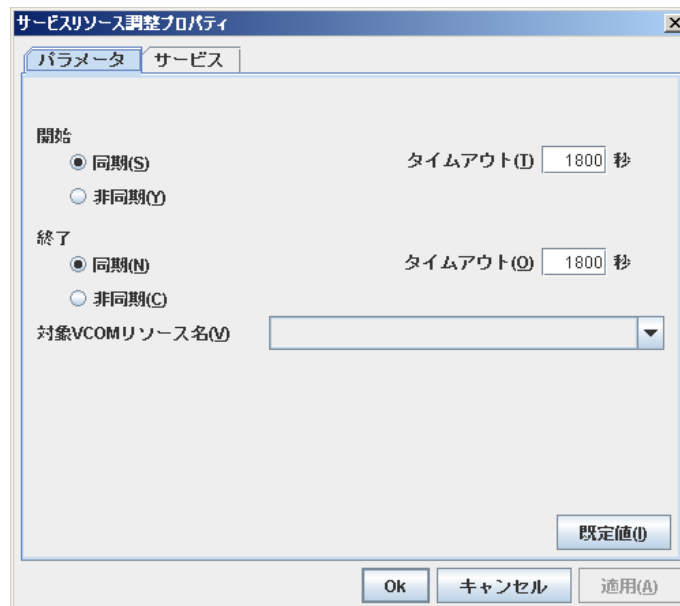 サービスリソース調整プロパティ
パラメータ サービス
開始
同期(S) タイムアウト(T) 1800 秒
非同期(Y)
終了
同期(N) タイムアウト(O) 1800 秒
非同期(C)
対象VCOMリソース名(V)
既定値(I)
Ok キャンセル 適用(A)